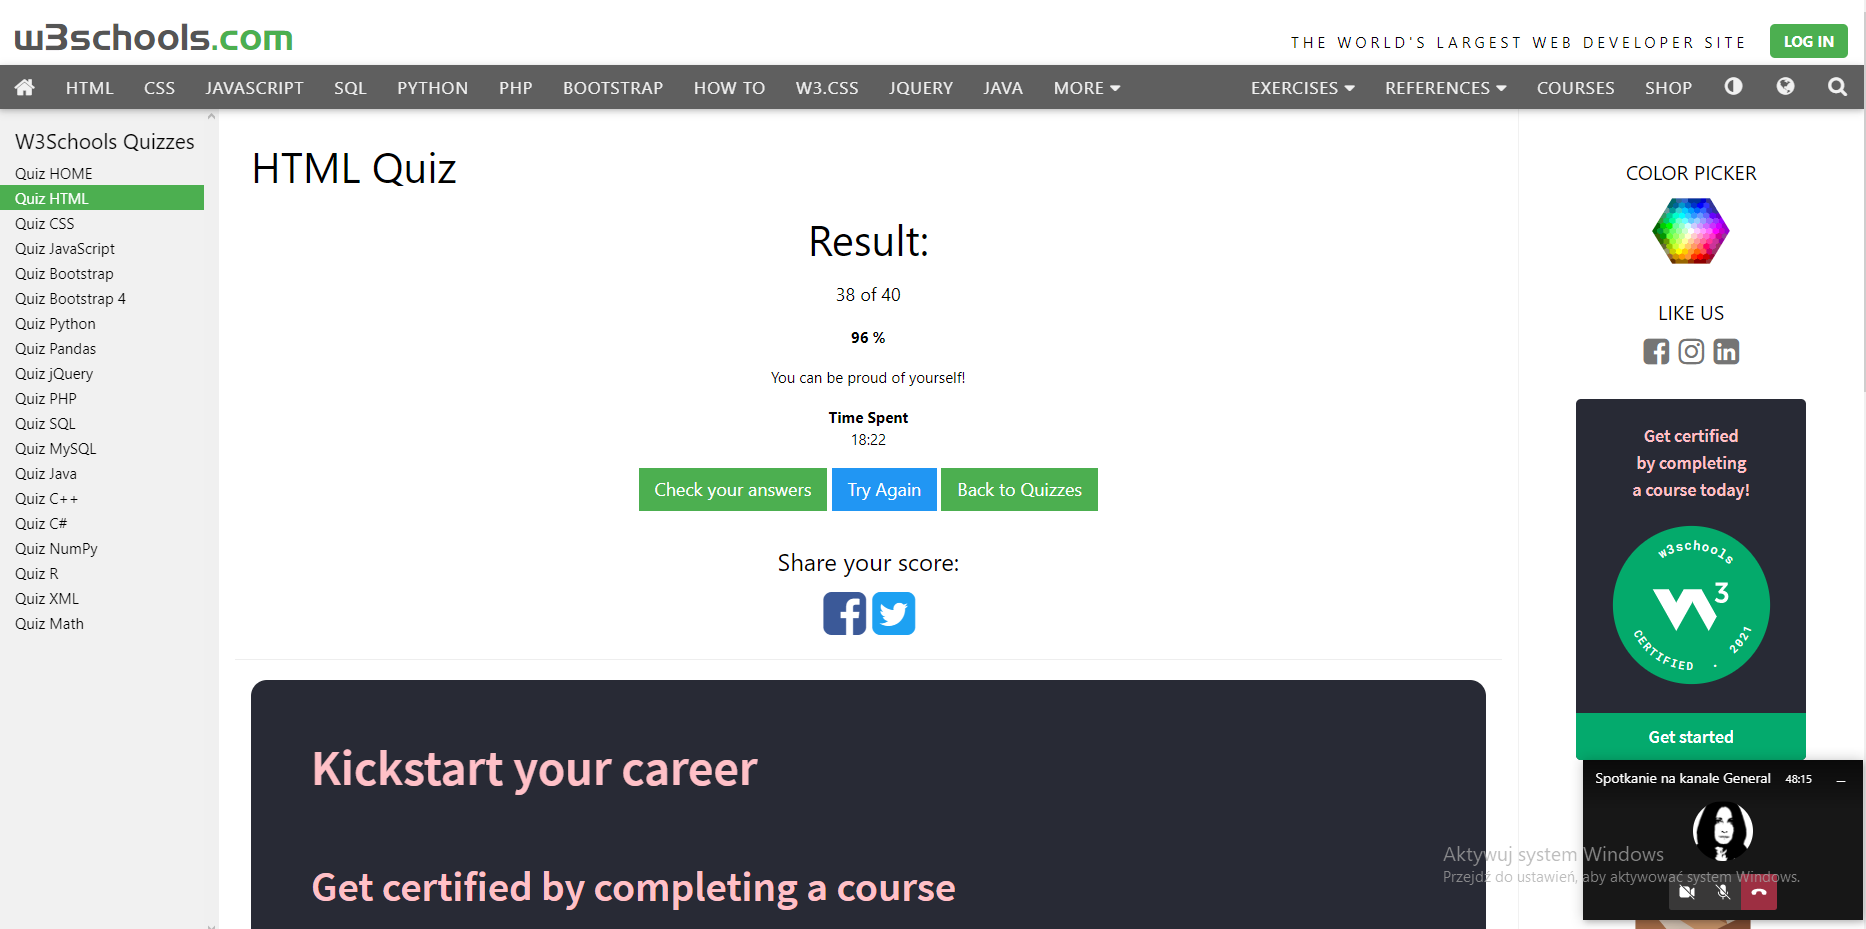 w3schools.com
THE WORLD'S LARGEST WEB DEVELOPER SITE
LOG IN
HTML CSS JAVASCRIPT SQL PYTHON PHP BOOTSTRAP HOW TO W3.CSS JQUERY JAVA MORE EXERCISES REFERENCES COURSES SHOP
W3Schools Quizzes
Quiz HOME
Quiz HTML
Quiz CSS
Quiz JavaScript
Quiz Bootstrap
Quiz Bootstrap 4
Quiz Python
Quiz Pandas
Quiz jQuery
Quiz PHP
Quiz SQL
Quiz MySQL
Quiz Java
Quiz C++
Quiz C#
Quiz NumPy
Quiz R
Quiz XML
Quiz Math
HTML Quiz
Result:
38 of 40
96 %
You can be proud of yourself!
Time Spent
18:22
Check your answers Try Again Back to Quizzes
Share your score:
Kickstart your career
Get certified by completing a course
COLOR PICKER
LIKE US
Get certified
by completing
a course today!
w3schools
W3
CERTIFIED . 2021
Get started
Spotkanie na kanale General 48:15
Aktywuj system Windows
Przejdź do ustawień, aby aktywować system Windows.